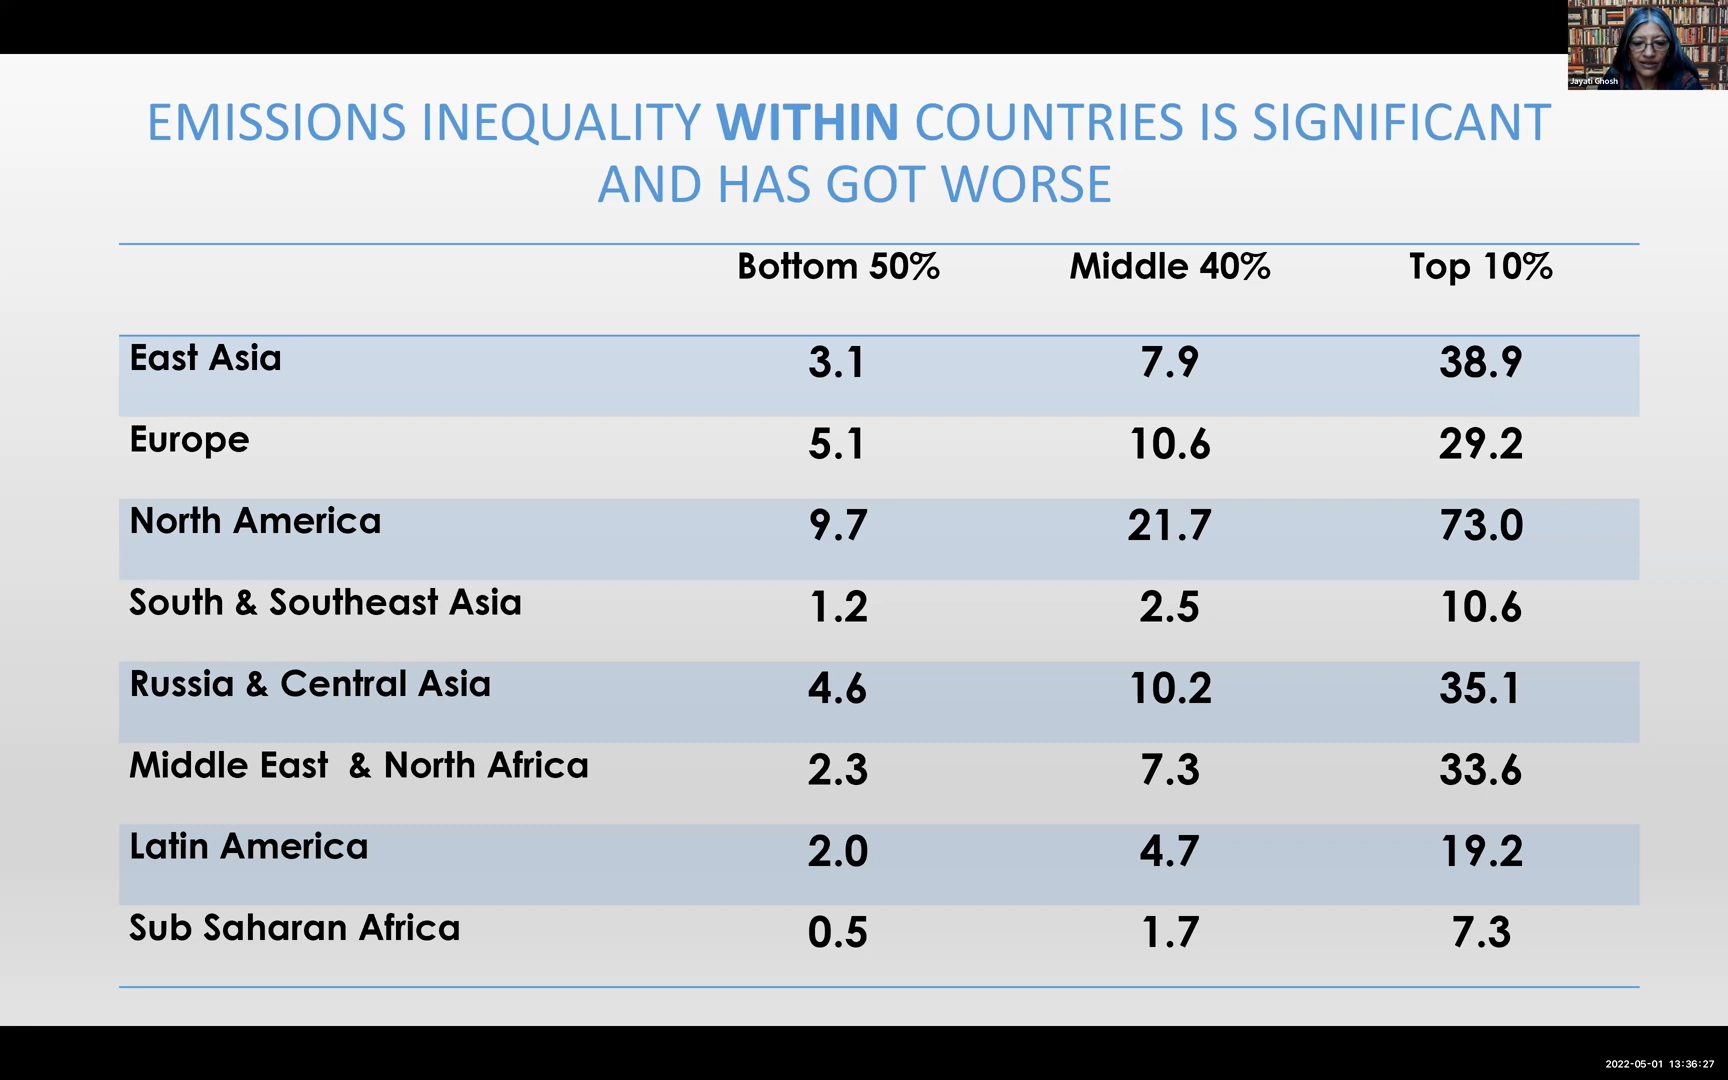 Jayati Ghosh
EMISSIONS INEQUALITY WITHIN COUNTRIES IS SIGNIFICANT
AND HAS GOT WORSE
Bottom 50% Middle 40% Top 10%
East Asia 3.1 7.9 38.9
Europe 5.1 10.6 29.2
North America 9.7 21.7 73.0
South & Southeast Asia 1.2 2.5 10.6
Russia & Central Asia 4.6 10.2 35.1
Middle East & North Africa 2.3 7.3 33.6
Latin America 2.0 4.7 19.2
Sub Saharan Africa 0.5 1.7 7.3
2022-05-01 13:36:27